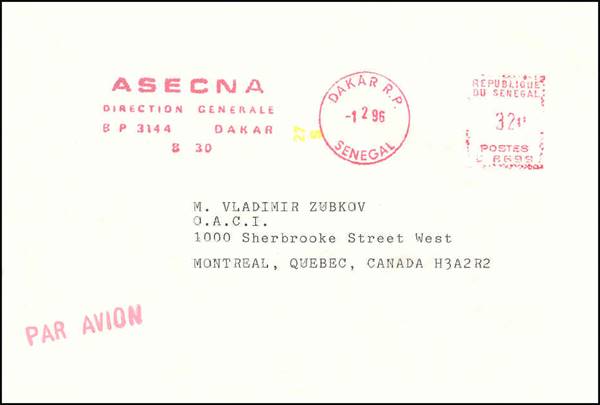 ASECNA
DIRECTION GENERALE
B P 3144 DAKAR
B 30
27
DAKAR R.P.
-1 2 96
SENEGAL
REPUBLIQUE
DU SENEGAL
POSTES
M. VLADIMIR ZUBKOV
O.A.C.I.
1000 Sherbrooke Street West
MONTREAL, QUEBEC, CANADA H3A2R2
PAR AVION